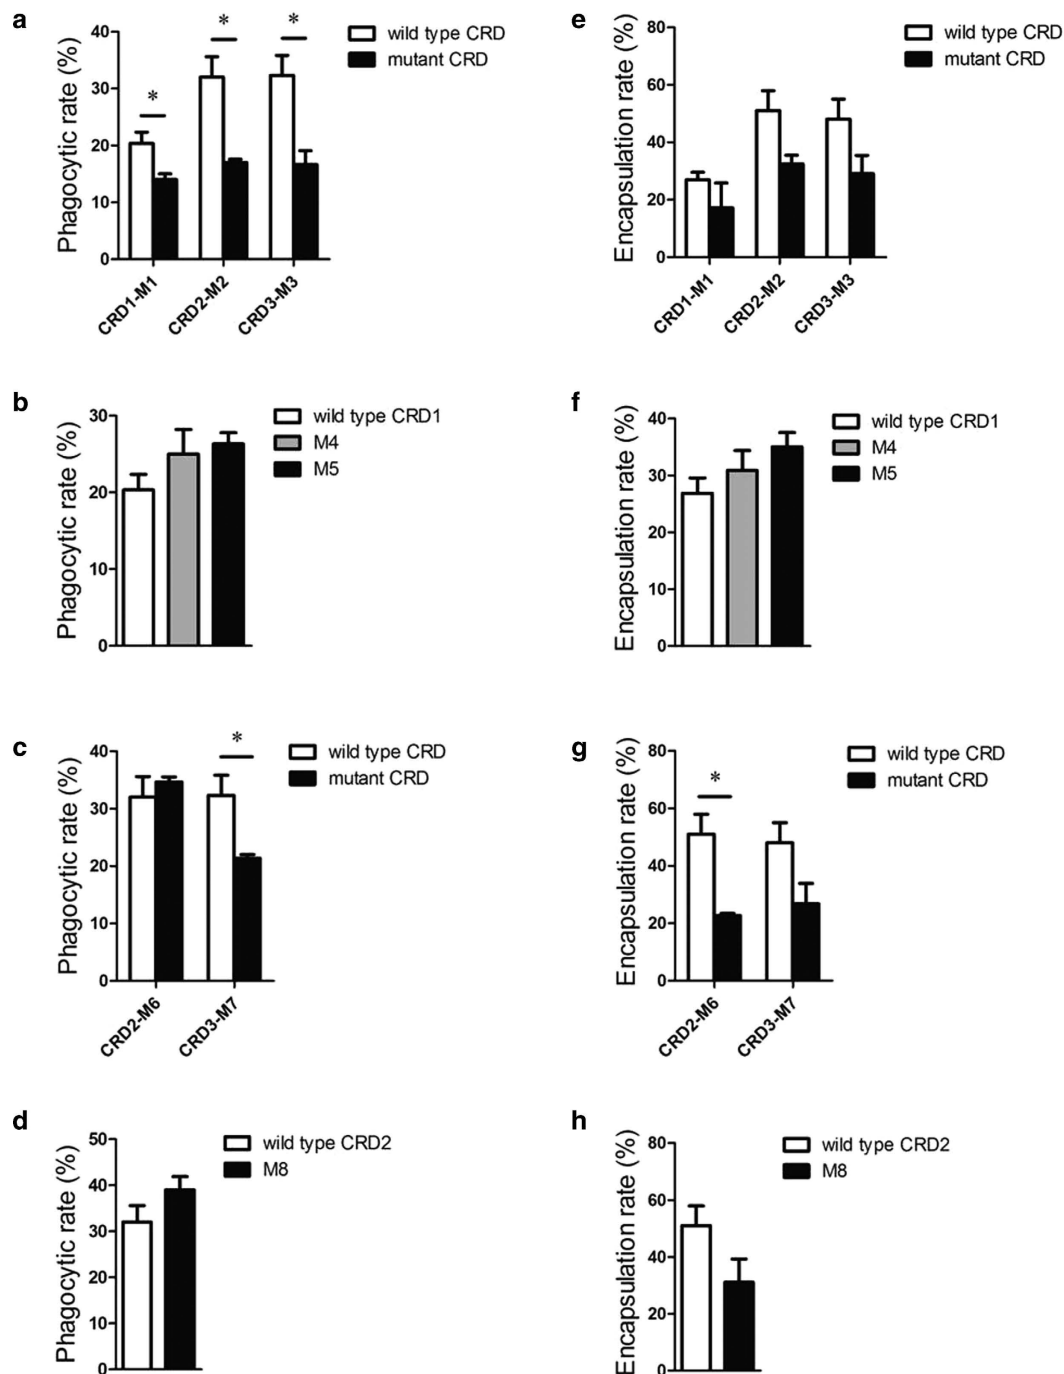 a
Phagocytic rate (%)
40
30
20
10
0
*
*
*
wild type CRD
mutant CRD
CRD1-M1
CRD2-M2
CRD3-M3
e
Encapsulation rate (%)
80
60
40
20
0
wild type CRD
mutant CRD
CRD1-M1
CRD2-M2
CRD3-M3
b
Phagocytic rate (%)
30
20
10
0
wild type CRD1
M4
M5
f
Encapsulation rate (%)
40
30
20
10
0
wild type CRD1
M4
M5
c
Phagocytic rate (%)
40
30
20
10
0
*
wild type CRD
mutant CRD
CRD2-M6
CRD3-M7
g
Encapsulation rate (%)
80
60
40
20
0
*
wild type CRD
mutant CRD
CRD2-M6
CRD3-M7
d
Phagocytic rate (%)
50
40
30
20
10
0
wild type CRD2
M8
h
Encapsulation rate (%)
80
60
40
20
0
wild type CRD2
M8